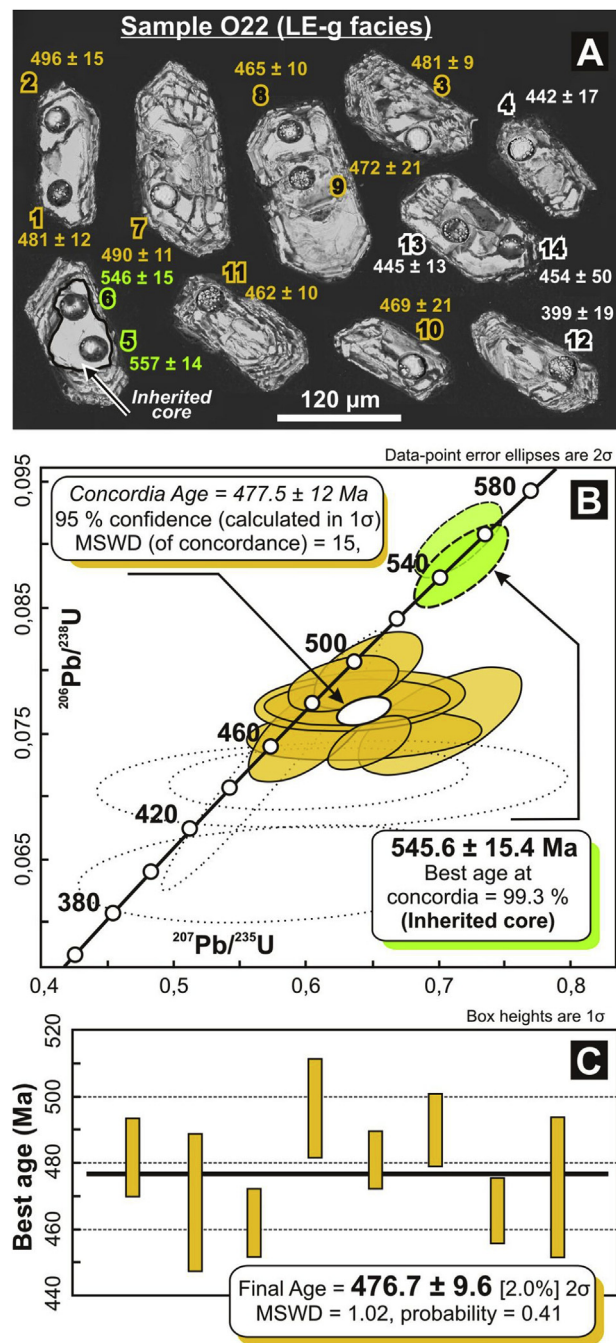 Sample O22 (LE-g facies)
A
496 ± 15
2
465 ± 10
8
481 ± 9
3
4
442 ± 17
9
472 ± 21
1
481 ± 12
7
490 ± 11
13
445 ± 13
14
454 ± 50
546 ± 15
6
11
462 ± 10
469 ± 21
10
399 ± 19
12
5
557 ± 14
Inherited
core
120 µm
Data-point error ellipses are 2σ
B
Concordia Age = 477.5 ± 12 Ma
95 % confidence (calculated in 1σ)
MSWD (of concordance) = 15,
0,095
0,085
0,075
0,065
206Pb/238U
580
540
500
460
420
380
545.6 ± 15.4 Ma
Best age at
concordia = 99.3 %
(Inherited core)
207Pb/235U
0,4 0,5 0,6 0,7 0,8
Box heights are 1σ
C
520
500
480
460
440
Best age (Ma)
Final Age = 476.7 ± 9.6 [2.0%] 2σ
MSWD = 1.02, probability = 0.41